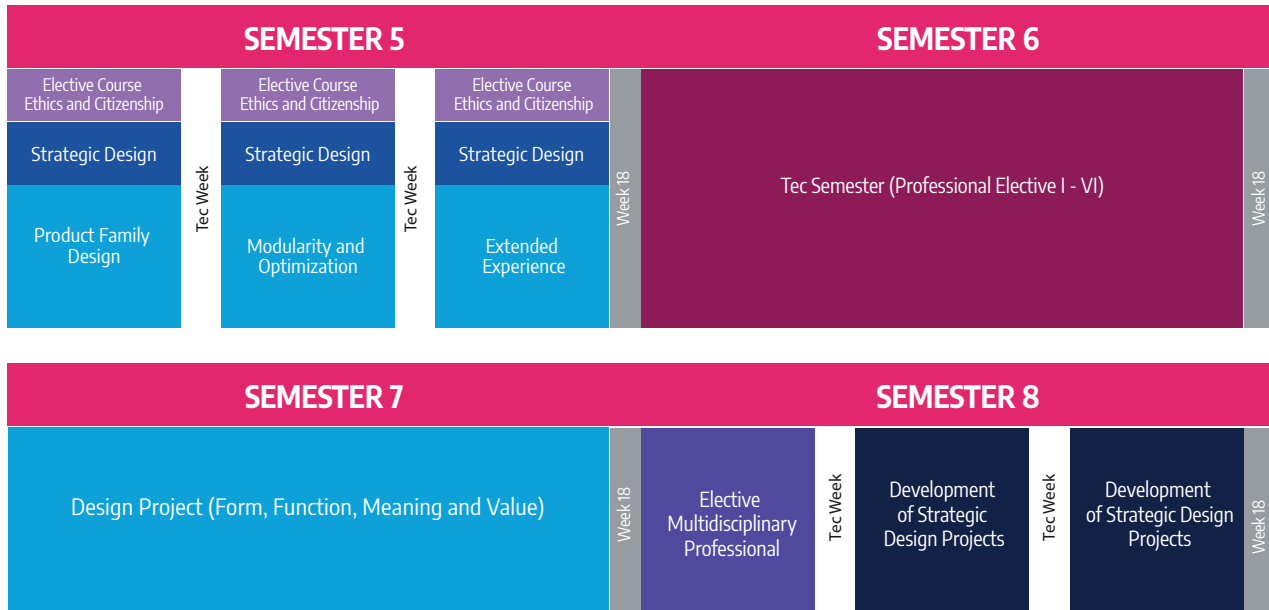 SEMESTER 5
SEMESTER 6
Elective Course
Ethics and Citizenship
Strategic Design
Product Family
Design
Tec Week
Elective Course
Ethics and Citizenship
Strategic Design
Modularity and
Optimization
Tec Week
Elective Course
Ethics and Citizenship
Strategic Design
Extended
Experience
Week 18
Tec Semester (Professional Elective I - VI)
Week 18
SEMESTER 7
SEMESTER 8
Design Project (Form, Function, Meaning and Value)
Week 18
Elective
Multidisciplinary
Professional
Tec Week
Development
of Strategic
Design Projects
Tec Week
Development
of Strategic Design
Projects
Week 18